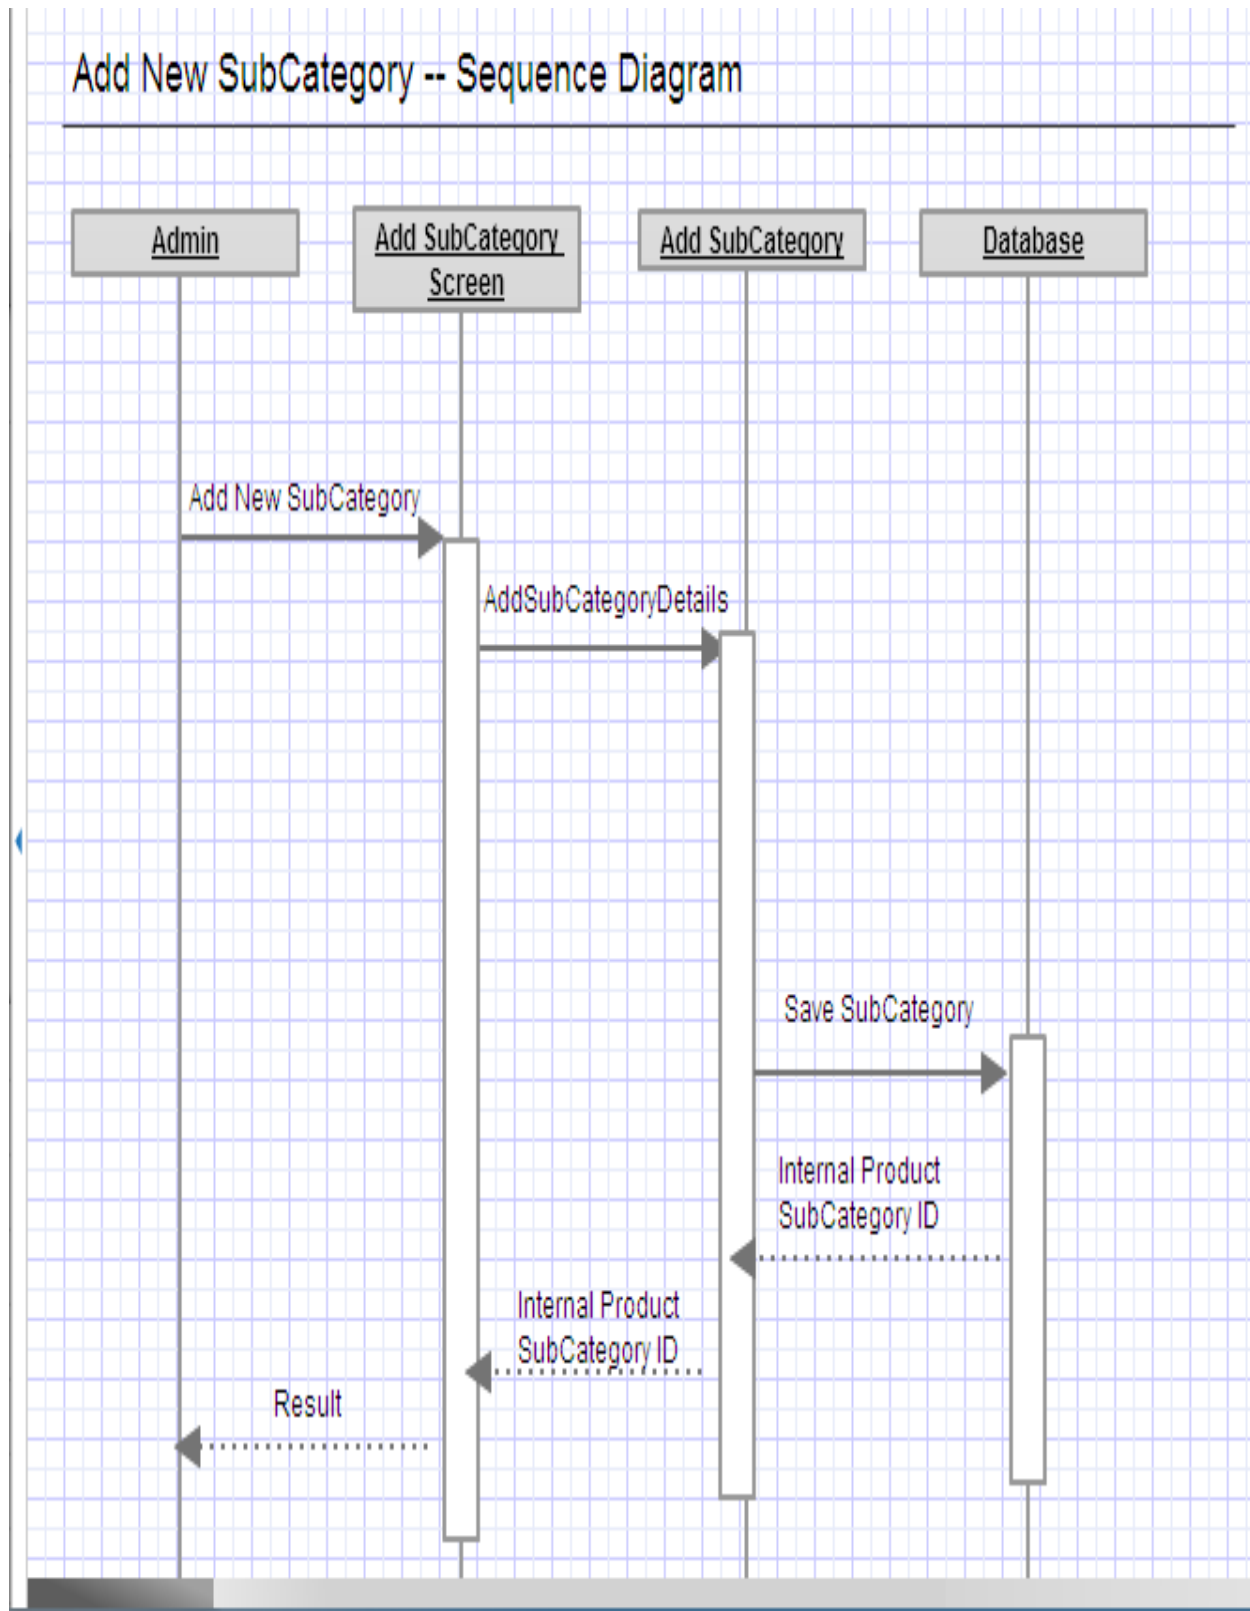 Add New SubCategory -- Sequence Diagram
Admin
Add SubCategory
Screen
Add SubCategory
Database
Add New SubCategory
AddSubCategoryDetails
Save SubCategory
Internal Product
SubCategory ID
Internal Product
SubCategory ID
Result